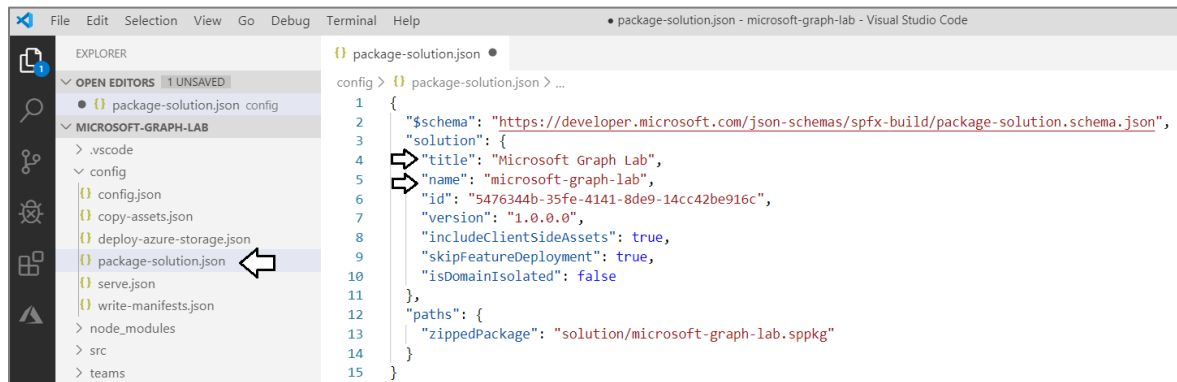 File Edit Selection View Go Debug Terminal Help ● package-solution.json - microsoft-graph-lab - Visual Studio Code
EXPLORER
1
OPEN EDITORS 1 UNSAVED
● {} package-solution.json config
MICROSOFT-GRAPH-LAB
> .vscode
config
{} config.json
{} copy-assets.json
{} deploy-azure-storage.json
{} package-solution.json
{} serve.json
{} write-manifests.json
> node_modules
> src
> teams
{} package-solution.json ●
config > {} package-solution.json > ...
1 {
2 "$schema": "https://developer.microsoft.com/json-schemas/spfx-build/package-solution.schema.json",
3 "solution": {
4 "title": "Microsoft Graph Lab",
5 "name": "microsoft-graph-lab",
6 "id": "5476344b-35fe-4141-8de9-14cc42be916c",
7 "version": "1.0.0.0",
8 "includeClientSideAssets": true,
9 "skipFeatureDeployment": true,
10 "isDomainIsolated": false
11 },
12 "paths": {
13 "zippedPackage": "solution/microsoft-graph-lab.sppkg"
14 }
15 }